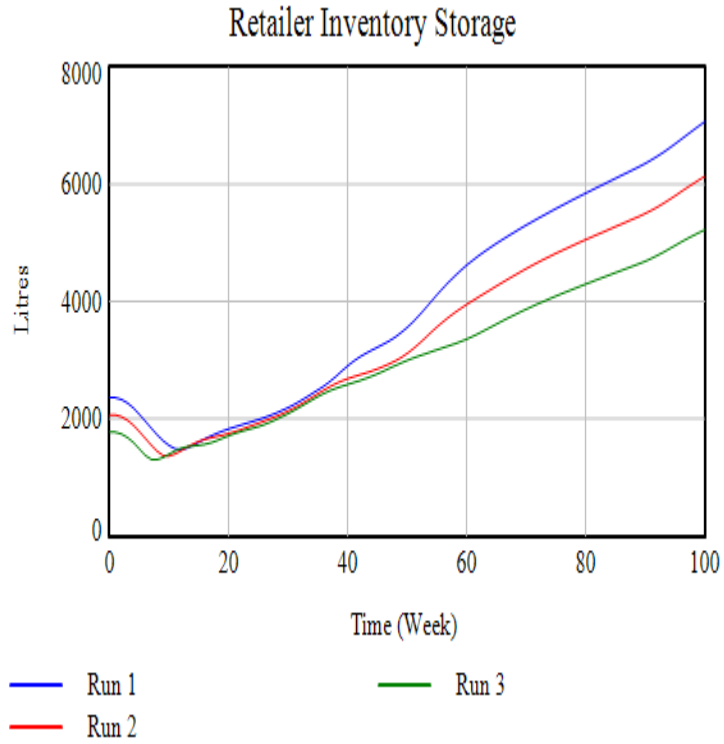 Retailer Inventory Storage
8000
6000
4000
2000
0
Litres
0 20 40 60 80 100
Time (Week)
Run 1 Run 3
Run 2